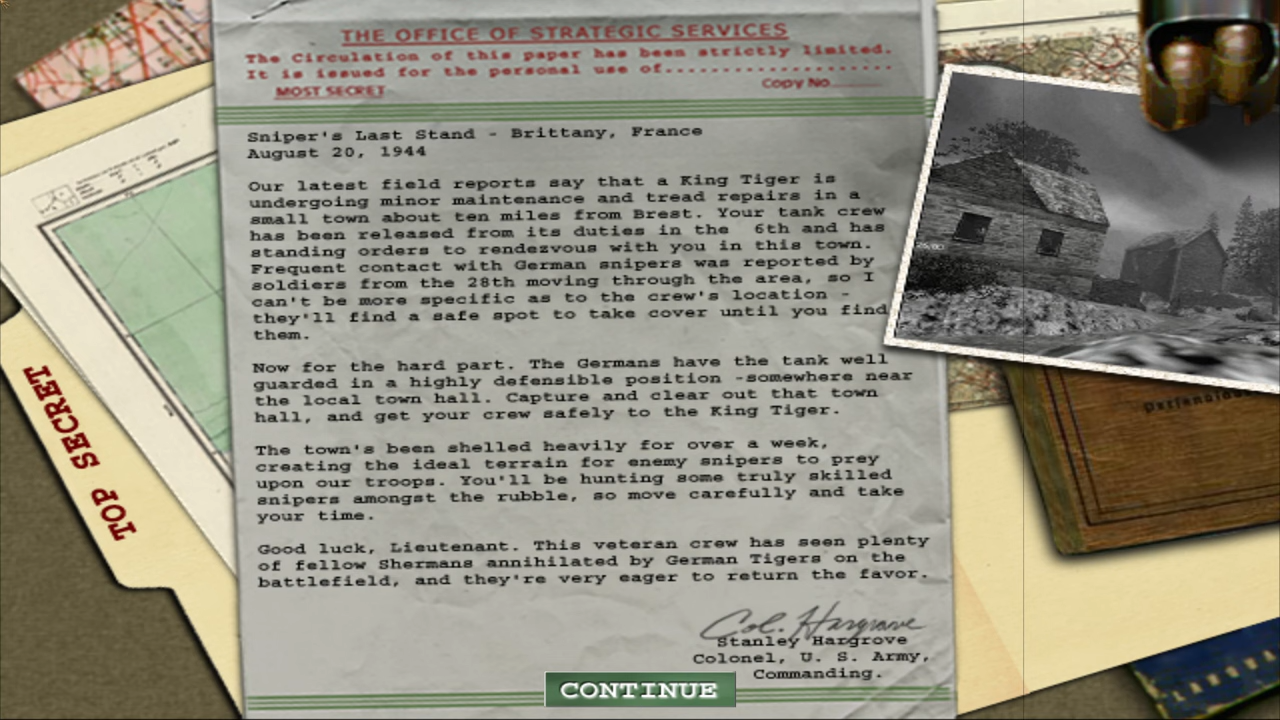 THE OFFICE OF STRATEGIC SERVICES
The Circulation of this paper has been strictly limited.
It is issued for the personal use of....................
MOST SECRET
Copy No........
Sniper's Last Stand - Brittany, France
August 20, 1944
Our latest field reports say that a King Tiger is
undergoing minor maintenance and tread repairs in a
small town about ten miles from Brest. Your tank crew
has been released from its duties in the 6th and has
standing orders to rendezvous with you in this town.
Frequent contact with German snipers was reported by
soldiers from the 28th moving through the area, so I
can't be more specific as to the crew's location -
they'll find a safe spot to take cover until you find
them.
Now for the hard part. The Germans have the tank well
guarded in a highly defensible position -somewhere near
the local town hall. Capture and clear out that town
hall, and get your crew safely to the King Tiger.
The town's been shelled heavily for over a week,
creating the ideal terrain for enemy snipers to prey
upon our troops. You'll be hunting some truly skilled
snipers amongst the rubble, so move carefully and take
your time.
Good luck, Lieutenant. This veteran crew has seen plenty
of fellow Shermans annihilated by German Tigers on the
battlefield, and they're very eager to return the favor.
Col. Hargrove
Stanley Hargrove
Colonel, U. S. Army,
Commanding.
CONTINUE
TOP SECRET